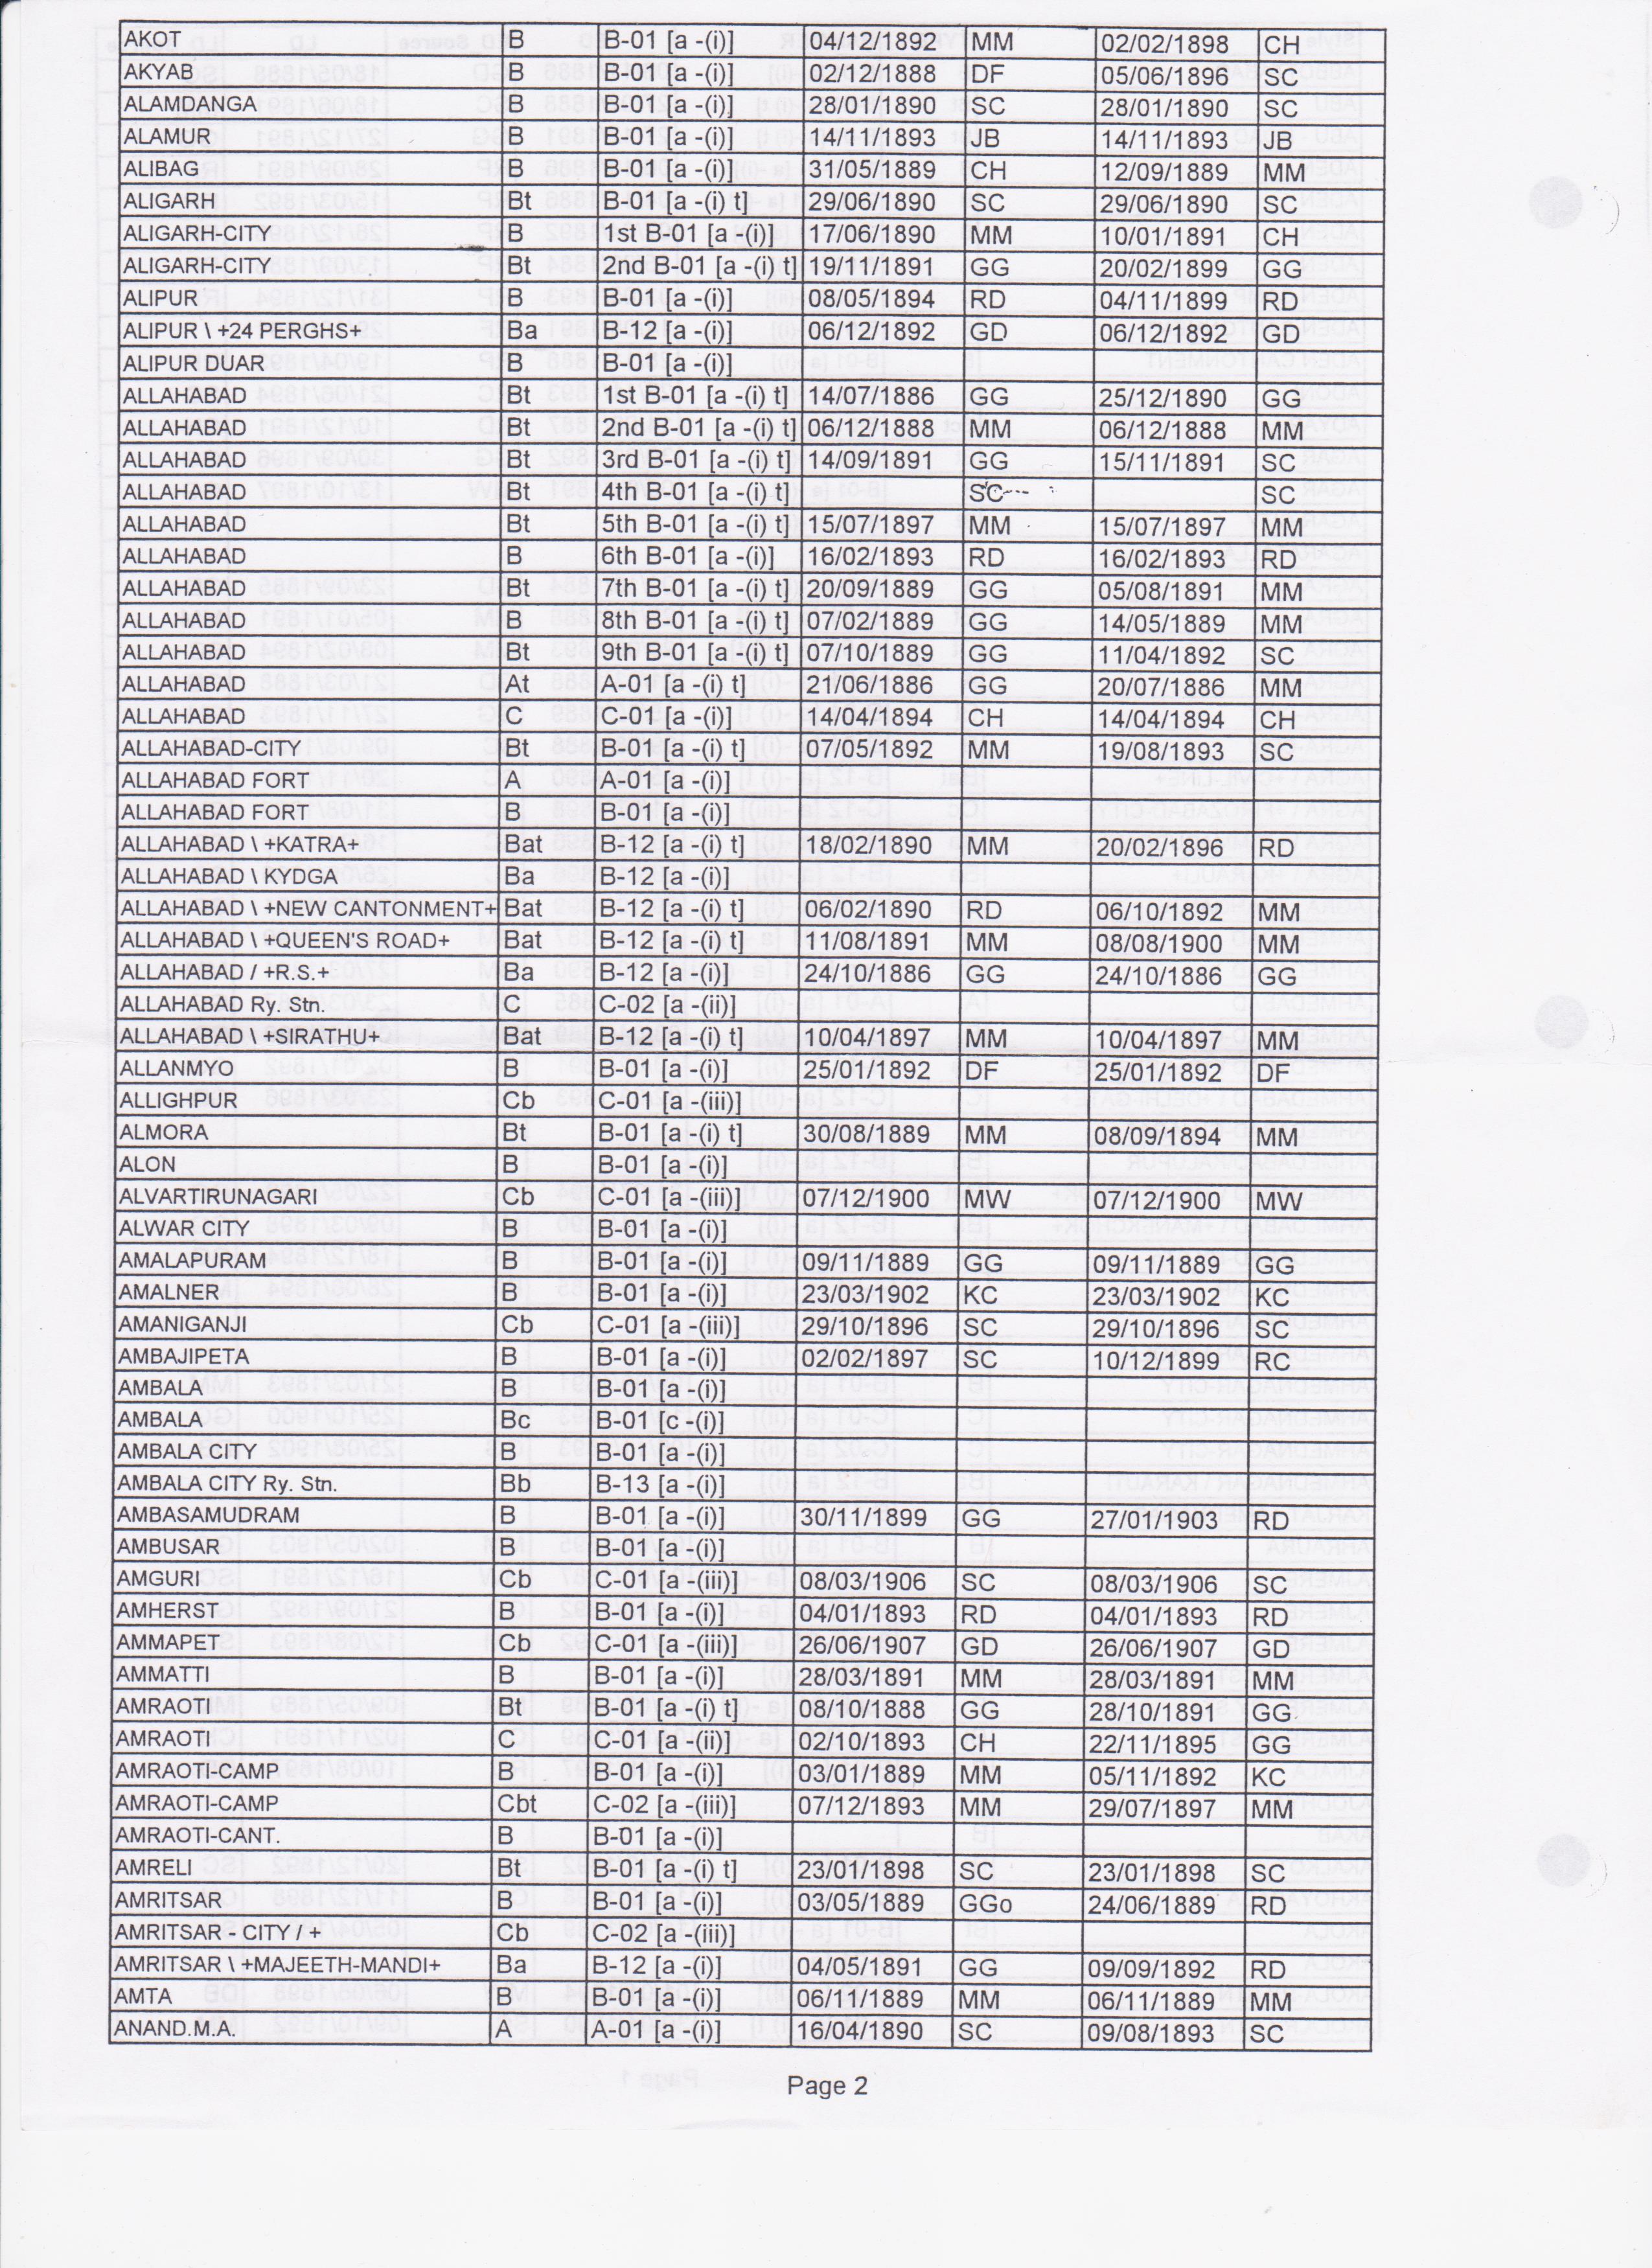 AKOT B B-01 [a -(i)] 04/12/1892 MM 02/02/1898 CH
AKYAB B B-01 [a -(i)] 02/12/1888 DF 05/06/1896 SC
ALAMDANGA B B-01 [a -(i)] 28/01/1890 SC 28/01/1890 SC
ALAMUR B B-01 [a -(i)] 14/11/1893 JB 14/11/1893 JB
ALIBAG B B-01 [a -(i)] 31/05/1889 CH 12/09/1889 MM
ALIGARH Bt B-01 [a -(i) t] 29/06/1890 SC 29/06/1890 SC
ALIGARH-CITY B 1st B-01 [a -(i)] 17/06/1890 MM 10/01/1891 CH
ALIGARH-CITY Bt 2nd B-01 [a -(i) t] 19/11/1891 GG 20/02/1899 GG
ALIPUR B B-01 [a -(i)] 08/05/1894 RD 04/11/1899 RD
ALIPUR \ +24 PERGHS+ Ba B-12 [a -(i)] 06/12/1892 GD 06/12/1892 GD
ALIPUR DUAR B B-01 [a -(i)]
ALLAHABAD Bt 1st B-01 [a -(i) t] 14/07/1886 GG 25/12/1890 GG
ALLAHABAD Bt 2nd B-01 [a -(i) t] 06/12/1888 MM 06/12/1888 MM
ALLAHABAD Bt 3rd B-01 [a -(i) t] 14/09/1891 GG 15/11/1891 SC
ALLAHABAD Bt 4th B-01 [a -(i) t] SC SC
ALLAHABAD Bt 5th B-01 [a -(i) t] 15/07/1897 MM 15/07/1897 MM
ALLAHABAD B 6th B-01 [a -(i)] 16/02/1893 RD 16/02/1893 RD
ALLAHABAD Bt 7th B-01 [a -(i) t] 20/09/1889 GG 05/08/1891 MM
ALLAHABAD B 8th B-01 [a -(i) t] 07/02/1889 GG 14/05/1889 MM
ALLAHABAD Bt 9th B-01 [a -(i) t] 07/10/1889 GG 11/04/1892 SC
ALLAHABAD At A-01 [a -(i) t] 21/06/1886 GG 20/07/1886 MM
ALLAHABAD C C-01 [a -(i)] 14/04/1894 CH 14/04/1894 CH
ALLAHABAD-CITY Bt B-01 [a -(i) t] 07/05/1892 MM 19/08/1893 SC
ALLAHABAD FORT A A-01 [a -(i)]
ALLAHABAD FORT B B-01 [a -(i)]
ALLAHABAD \ +KATRA+ Bat B-12 [a -(i) t] 18/02/1890 MM 20/02/1896 RD
ALLAHABAD \ KYDGA Ba B-12 [a -(i)]
ALLAHABAD \ +NEW CANTONMENT+ Bat B-12 [a -(i) t] 06/02/1890 RD 06/10/1892 MM
ALLAHABAD \ +QUEEN'S ROAD+ Bat B-12 [a -(i) t] 11/08/1891 MM 08/08/1900 MM
ALLAHABAD / +R.S.+ Ba B-12 [a -(i)] 24/10/1886 GG 24/10/1886 GG
ALLAHABAD Ry. Stn. C C-02 [a -(ii)]
ALLAHABAD \ +SIRATHU+ Bat B-12 [a -(i) t] 10/04/1897 MM 10/04/1897 MM
ALLANMYO B B-01 [a -(i)] 25/01/1892 DF 25/01/1892 DF
ALLIGHPUR Cb C-01 [a -(iii)]
ALMORA Bt B-01 [a -(i) t] 30/08/1889 MM 08/09/1894 MM
ALON B B-01 [a -(i)]
ALVARTIRUNAGARI Cb C-01 [a -(iii)] 07/12/1900 MW 07/12/1900 MW
ALWAR CITY B B-01 [a -(i)]
AMALAPURAM B B-01 [a -(i)] 09/11/1889 GG 09/11/1889 GG
AMALNER B B-01 [a -(i)] 23/03/1902 KC 23/03/1902 KC
AMANIGANJI Cb C-01 [a -(iii)] 29/10/1896 SC 29/10/1896 SC
AMBAJIPETA B B-01 [a -(i)] 02/02/1897 SC 10/12/1899 RC
AMBALA B B-01 [a -(i)]
AMBALA Bc B-01 [c -(i)]
AMBALA CITY B B-01 [a -(i)]
AMBALA CITY Ry. Stn. Bb B-13 [a -(i)]
AMBASAMUDRAM B B-01 [a -(i)] 30/11/1899 GG 27/01/1903 RD
AMBUSAR B B-01 [a -(i)]
AMGURI Cb C-01 [a -(iii)] 08/03/1906 SC 08/03/1906 SC
AMHERST B B-01 [a -(i)] 04/01/1893 RD 04/01/1893 RD
AMMAPET Cb C-01 [a -(iii)] 26/06/1907 GD 26/06/1907 GD
AMMATTI B B-01 [a -(i)] 28/03/1891 MM 28/03/1891 MM
AMRAOTI Bt B-01 [a -(i) t] 08/10/1888 GG 28/10/1891 GG
AMRAOTI C C-01 [a -(ii)] 02/10/1893 CH 22/11/1895 GG
AMRAOTI-CAMP B B-01 [a -(i)] 03/01/1889 MM 05/11/1892 KC
AMRAOTI-CAMP Cbt C-02 [a -(iii)] 07/12/1893 MM 29/07/1897 MM
AMRAOTI-CANT. B B-01 [a -(i)]
AMRELI Bt B-01 [a -(i) t] 23/01/1898 SC 23/01/1898 SC
AMRITSAR B B-01 [a -(i)] 03/05/1889 GGo 24/06/1889 RD
AMRITSAR - CITY / + Cb C-02 [a -(iii)]
AMRITSAR \ +MAJEETH-MANDI+ Ba B-12 [a -(i)] 04/05/1891 GG 09/09/1892 RD
AMTA B B-01 [a -(i)] 06/11/1889 MM 06/11/1889 MM
ANAND.M.A. A A-01 [a -(i)] 16/04/1890 SC 09/08/1893 SC
Page 2